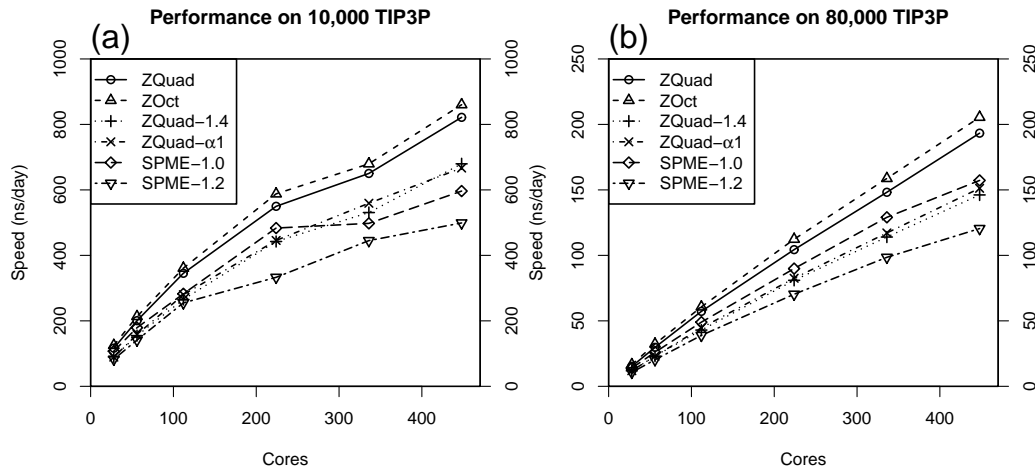 Performance on 10,000 TIP3P
(a)
ZQuad
ZOct
ZQuad−1.4
ZQuad−α1
SPME−1.0
SPME−1.2
Speed (ns/day)
0 200 400 600 800 1000
0 200 400 600 800 1000
0 100 200 300 400
Cores
Performance on 80,000 TIP3P
(b)
ZQuad
ZOct
ZQuad−1.4
ZQuad−α1
SPME−1.0
SPME−1.2
Speed (ns/day)
0 50 100 150 200 250
0 50 100 150 200 250
0 100 200 300 400
Cores